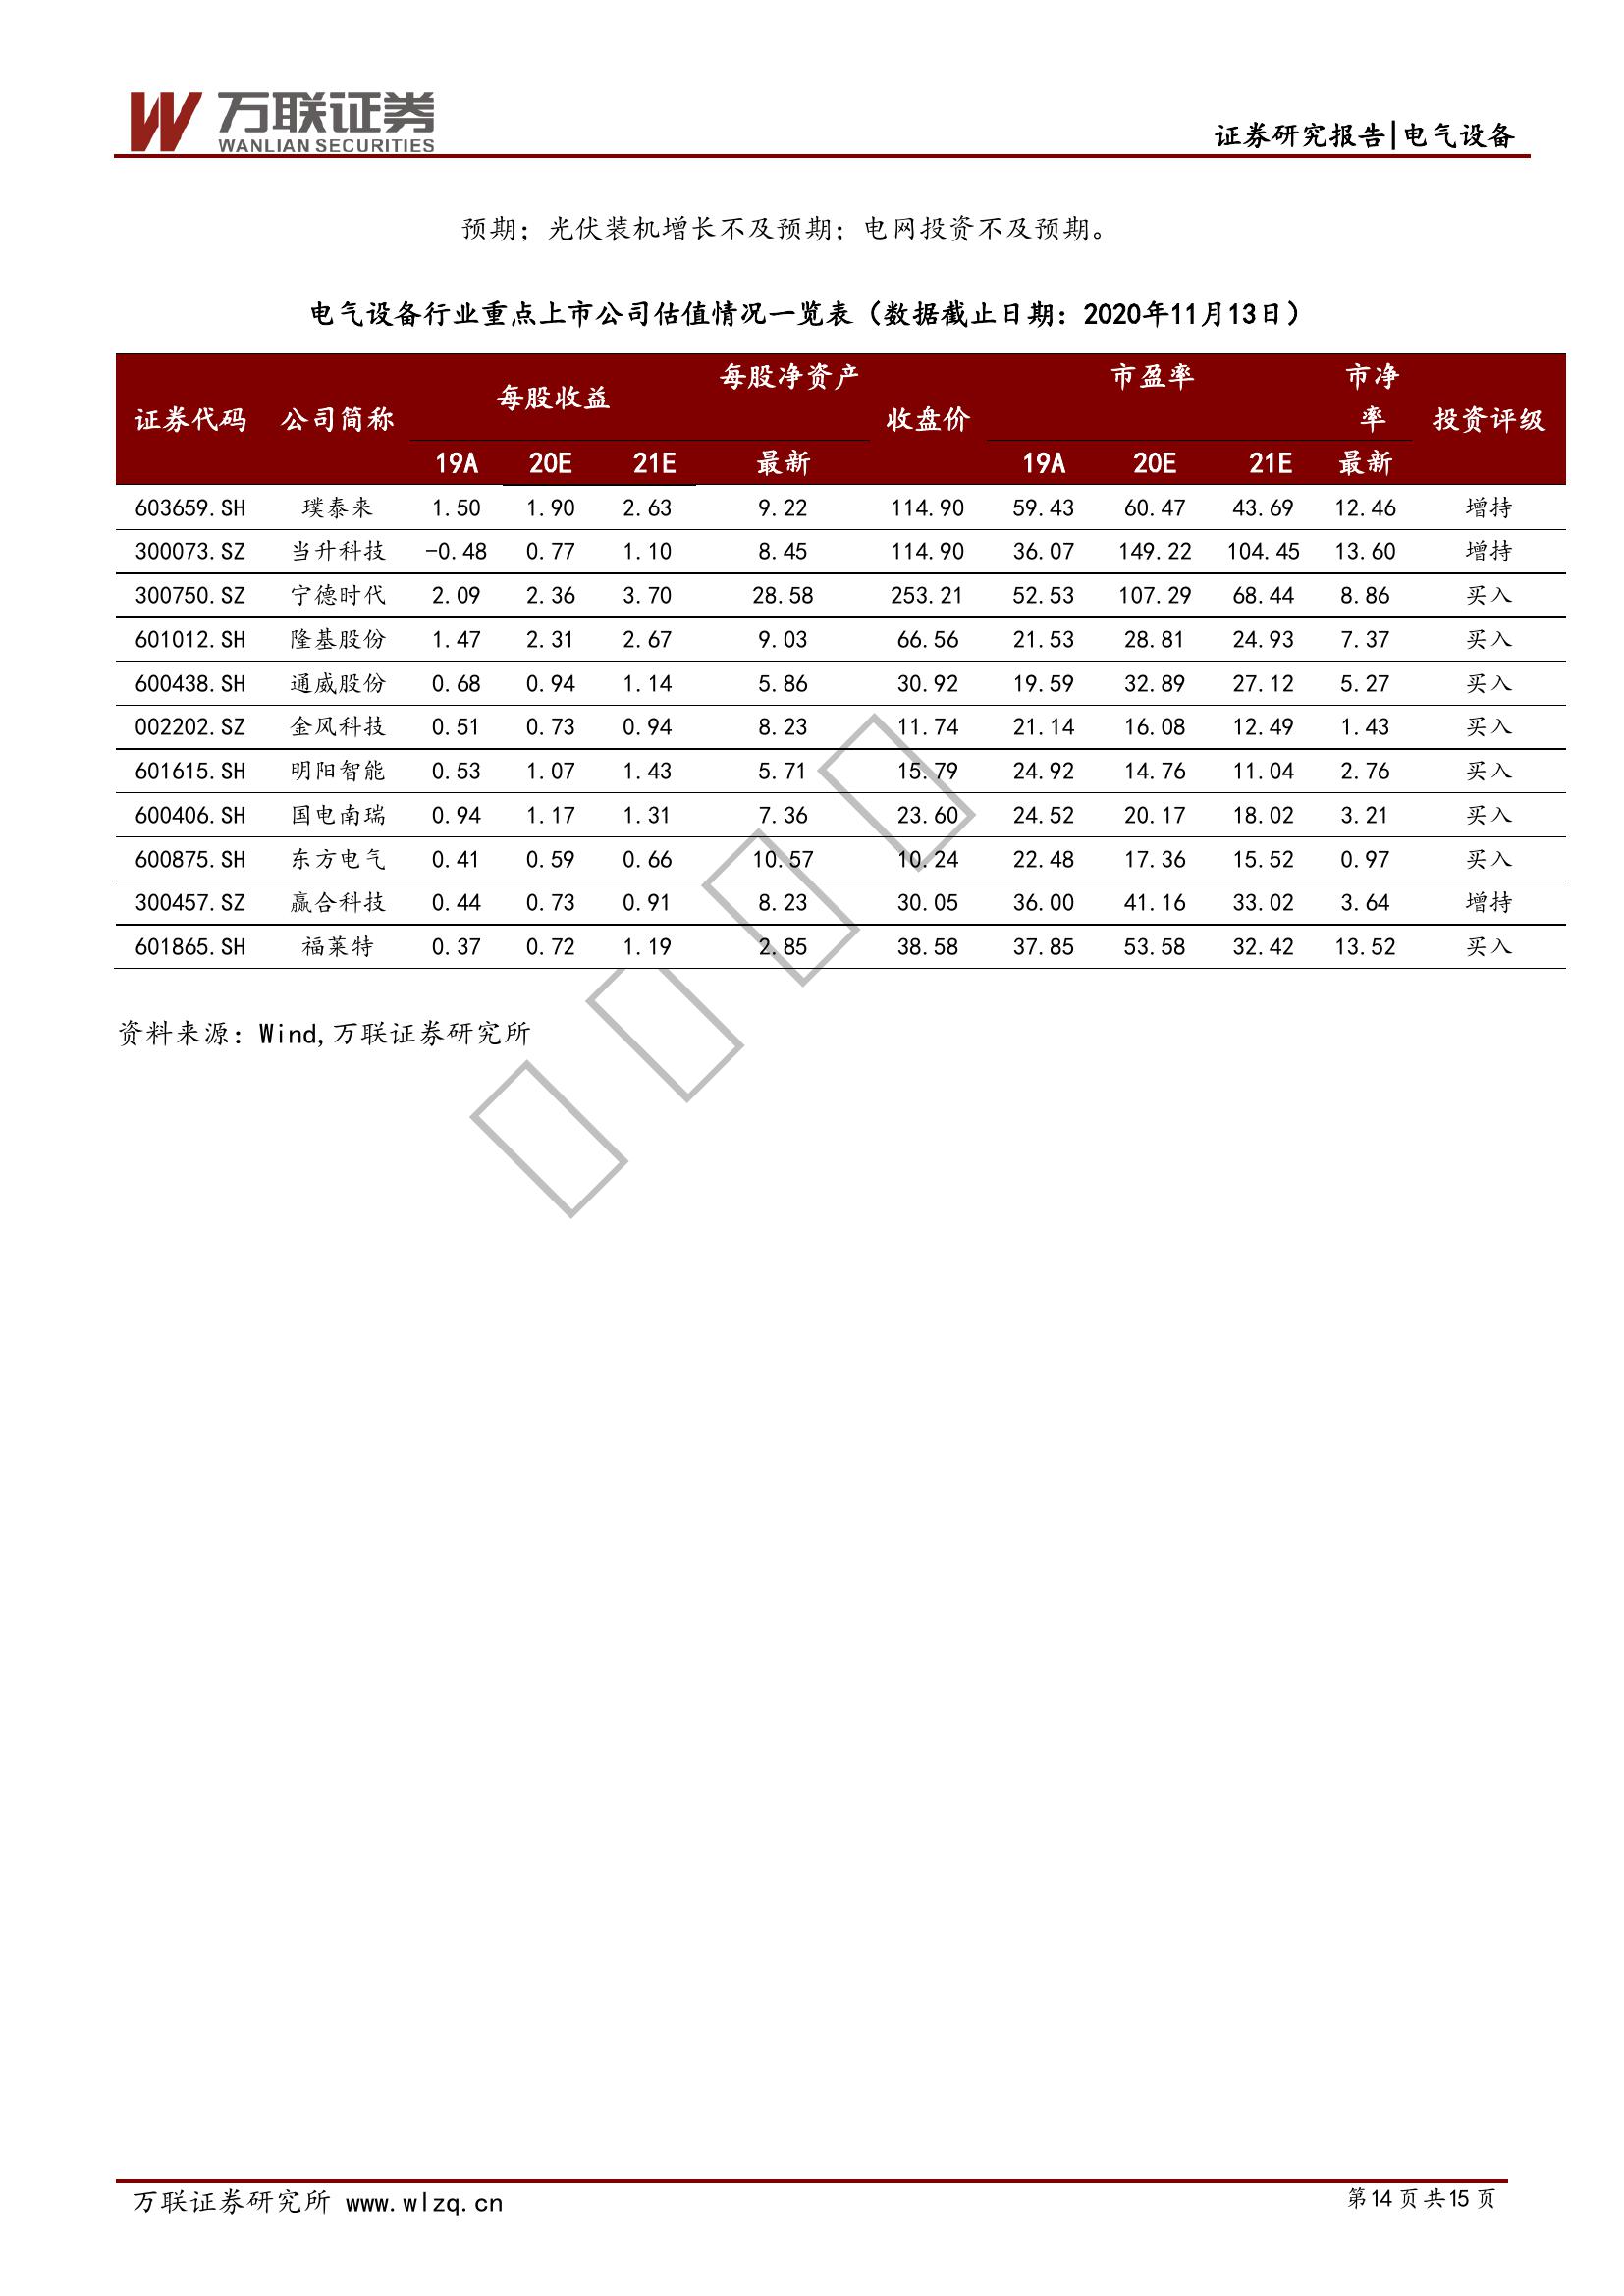 万联证券
WANLIAN SECURITIES
证券研究报告|电气设备
预期；光伏装机增长不及预期；电网投资不及预期。
电气设备行业重点上市公司估值情况一览表（数据截止日期：2020年11月13日）
证券代码 公司简称 每股收益 每股净资产 收盘价 市盈率 市净率 投资评级
19A 20E 21E 最新 19A 20E 21E 最新
603659.SH 璞泰来 1.50 1.90 2.63 9.22 114.90 59.43 60.47 43.69 12.46 增持
300073.SZ 当升科技 -0.48 0.77 1.10 8.45 114.90 36.07 149.22 104.45 13.60 增持
300750.SZ 宁德时代 2.09 2.36 3.70 28.58 253.21 52.53 107.29 68.44 8.86 买入
601012.SH 隆基股份 1.47 2.31 2.67 9.03 66.56 21.53 28.81 24.93 7.37 买入
600438.SH 通威股份 0.68 0.94 1.14 5.86 30.92 19.59 32.89 27.12 5.27 买入
002202.SZ 金风科技 0.51 0.73 0.94 8.23 11.74 21.14 16.08 12.49 1.43 买入
601615.SH 明阳智能 0.53 1.07 1.43 5.71 15.79 24.92 14.76 11.04 2.76 买入
600406.SH 国电南瑞 0.94 1.17 1.31 7.36 23.60 24.52 20.17 18.02 3.21 买入
600875.SH 东方电气 0.41 0.59 0.66 10.57 10.24 22.48 17.36 15.52 0.97 买入
300457.SZ 赢合科技 0.44 0.73 0.91 8.23 30.05 36.00 41.16 33.02 3.64 增持
601865.SH 福莱特 0.37 0.72 1.19 2.85 38.58 37.85 53.58 32.42 13.52 买入
资料来源：Wind,万联证券研究所
万联证券研究所 www.wlzq.cn
第14页共15页